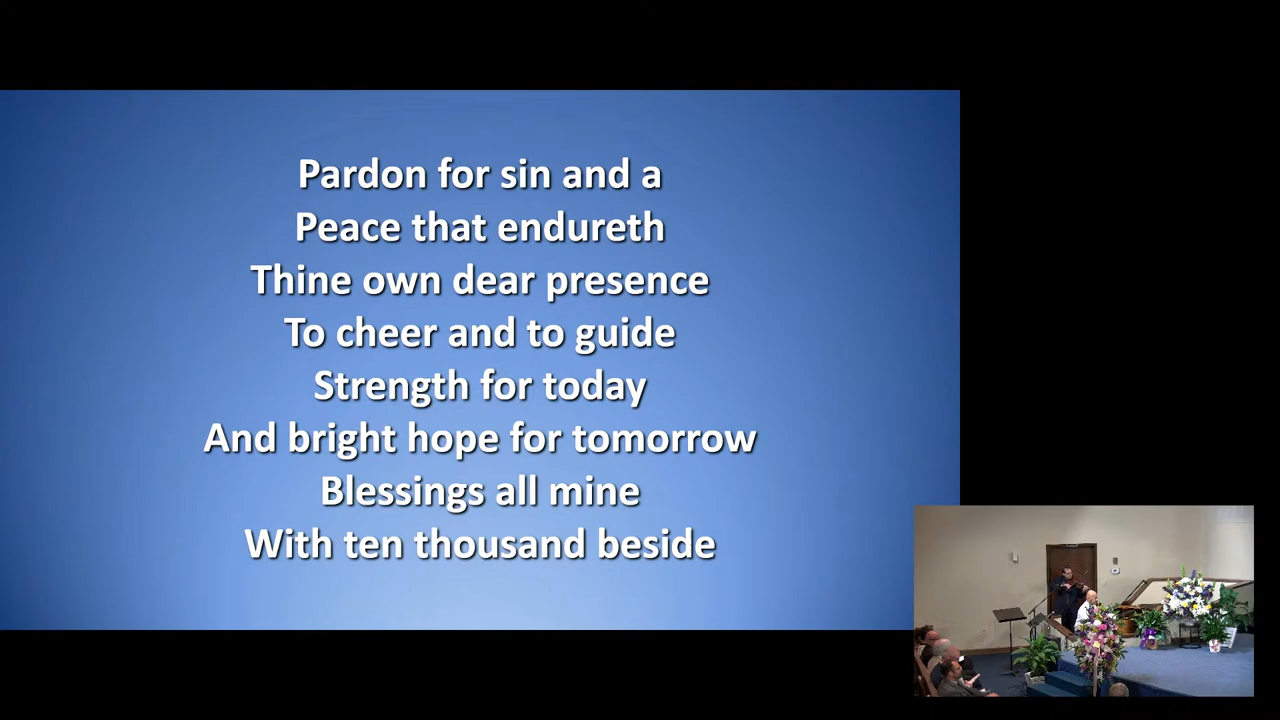 Pardon for sin and a
Peace that endureth
Thine own dear presence
To cheer and to guide
Strength for today
And bright hope for tomorrow
Blessings all mine
With ten thousand beside